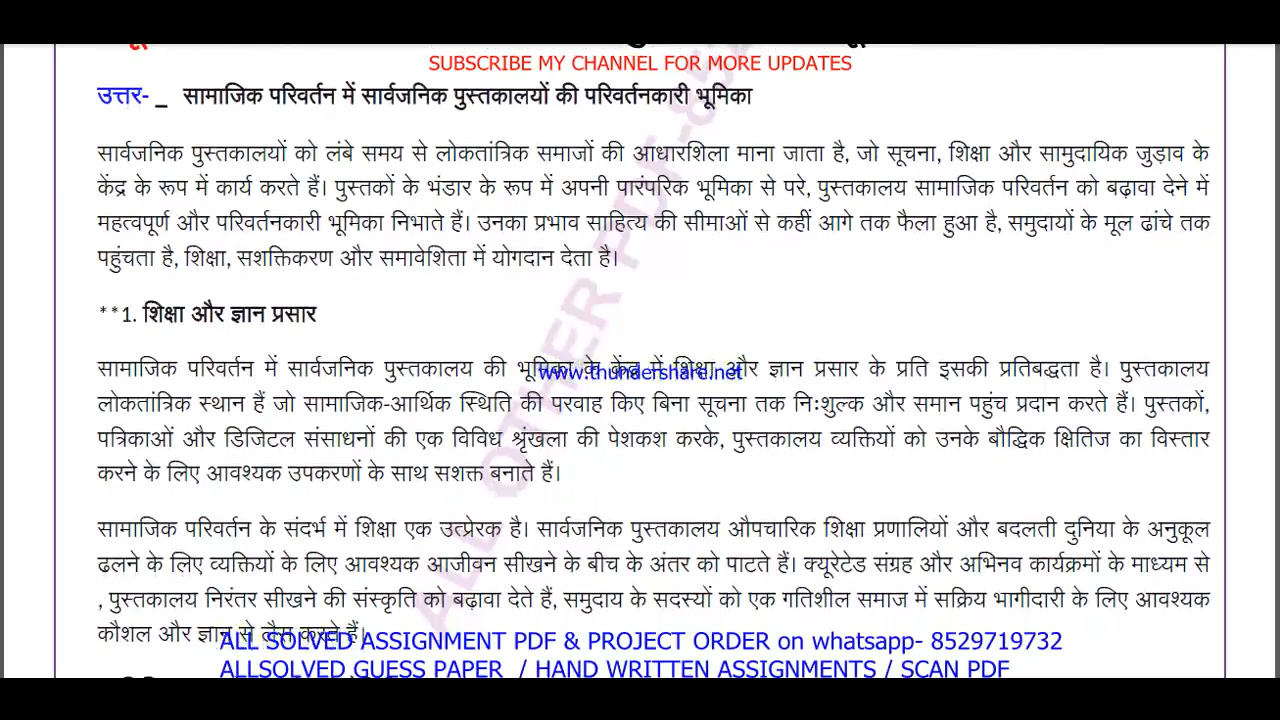 SUBSCRIBE MY CHANNEL FOR MORE UPDATES
उत्तर- _ सामाजिक परिवर्तन में सार्वजनिक पुस्तकालयों की परिवर्तनकारी भूमिका
सार्वजनिक पुस्तकालयों को लंबे समय से लोकतांत्रिक समाजों की आधारशिला माना जाता है, जो सूचना, शिक्षा और सामुदायिक जुड़ाव के
केंद्र के रूप में कार्य करते हैं। पुस्तकों के भंडार के रूप में अपनी पारंपरिक भूमिका से परे, पुस्तकालय सामाजिक परिवर्तन को बढ़ावा देने में
महत्वपूर्ण और परिवर्तनकारी भूमिका निभाते हैं। उनका प्रभाव साहित्य की सीमाओं से कहीं आगे तक फैला हुआ है, समुदायों के मूल ढांचे तक
पहुंचता है, शिक्षा, सशक्तिकरण और समावेशिता में योगदान देता है।
**1. शिक्षा और ज्ञान प्रसार
सामाजिक परिवर्तन में सार्वजनिक पुस्तकालय की भूमिका के केंद्र में शिक्षा और ज्ञान प्रसार के प्रति इसकी प्रतिबद्धता है। पुस्तकालय
www.thundershare.net
लोकतांत्रिक स्थान हैं जो सामाजिक-आर्थिक स्थिति की परवाह किए बिना सूचना तक निःशुल्क और समान पहुंच प्रदान करते हैं। पुस्तकों,
पत्रिकाओं और डिजिटल संसाधनों की एक विविध श्रृंखला की पेशकश करके, पुस्तकालय व्यक्तियों को उनके बौद्धिक क्षितिज का विस्तार
करने के लिए आवश्यक उपकरणों के साथ सशक्त बनाते हैं।
सामाजिक परिवर्तन के संदर्भ में शिक्षा एक उत्प्रेरक है। सार्वजनिक पुस्तकालय औपचारिक शिक्षा प्रणालियों और बदलती दुनिया के अनुकूल
ढलने के लिए व्यक्तियों के लिए आवश्यक आजीवन सीखने के बीच के अंतर को पाटते हैं। क्यूरेटेड संग्रह और अभिनव कार्यक्रमों के माध्यम से
, पुस्तकालय निरंतर सीखने की संस्कृति को बढ़ावा देते हैं, समुदाय के सदस्यों को एक गतिशील समाज में सक्रिय भागीदारी के लिए आवश्यक
कौशल और ज्ञान से लैस करते हैं।
ALL SOLVED ASSIGNMENT PDF & PROJECT ORDER on whatsapp- 8529719732
ALLSOLVED GUESS PAPER / HAND WRITTEN ASSIGNMENTS / SCAN PDF
ALL OTHER PDF-852